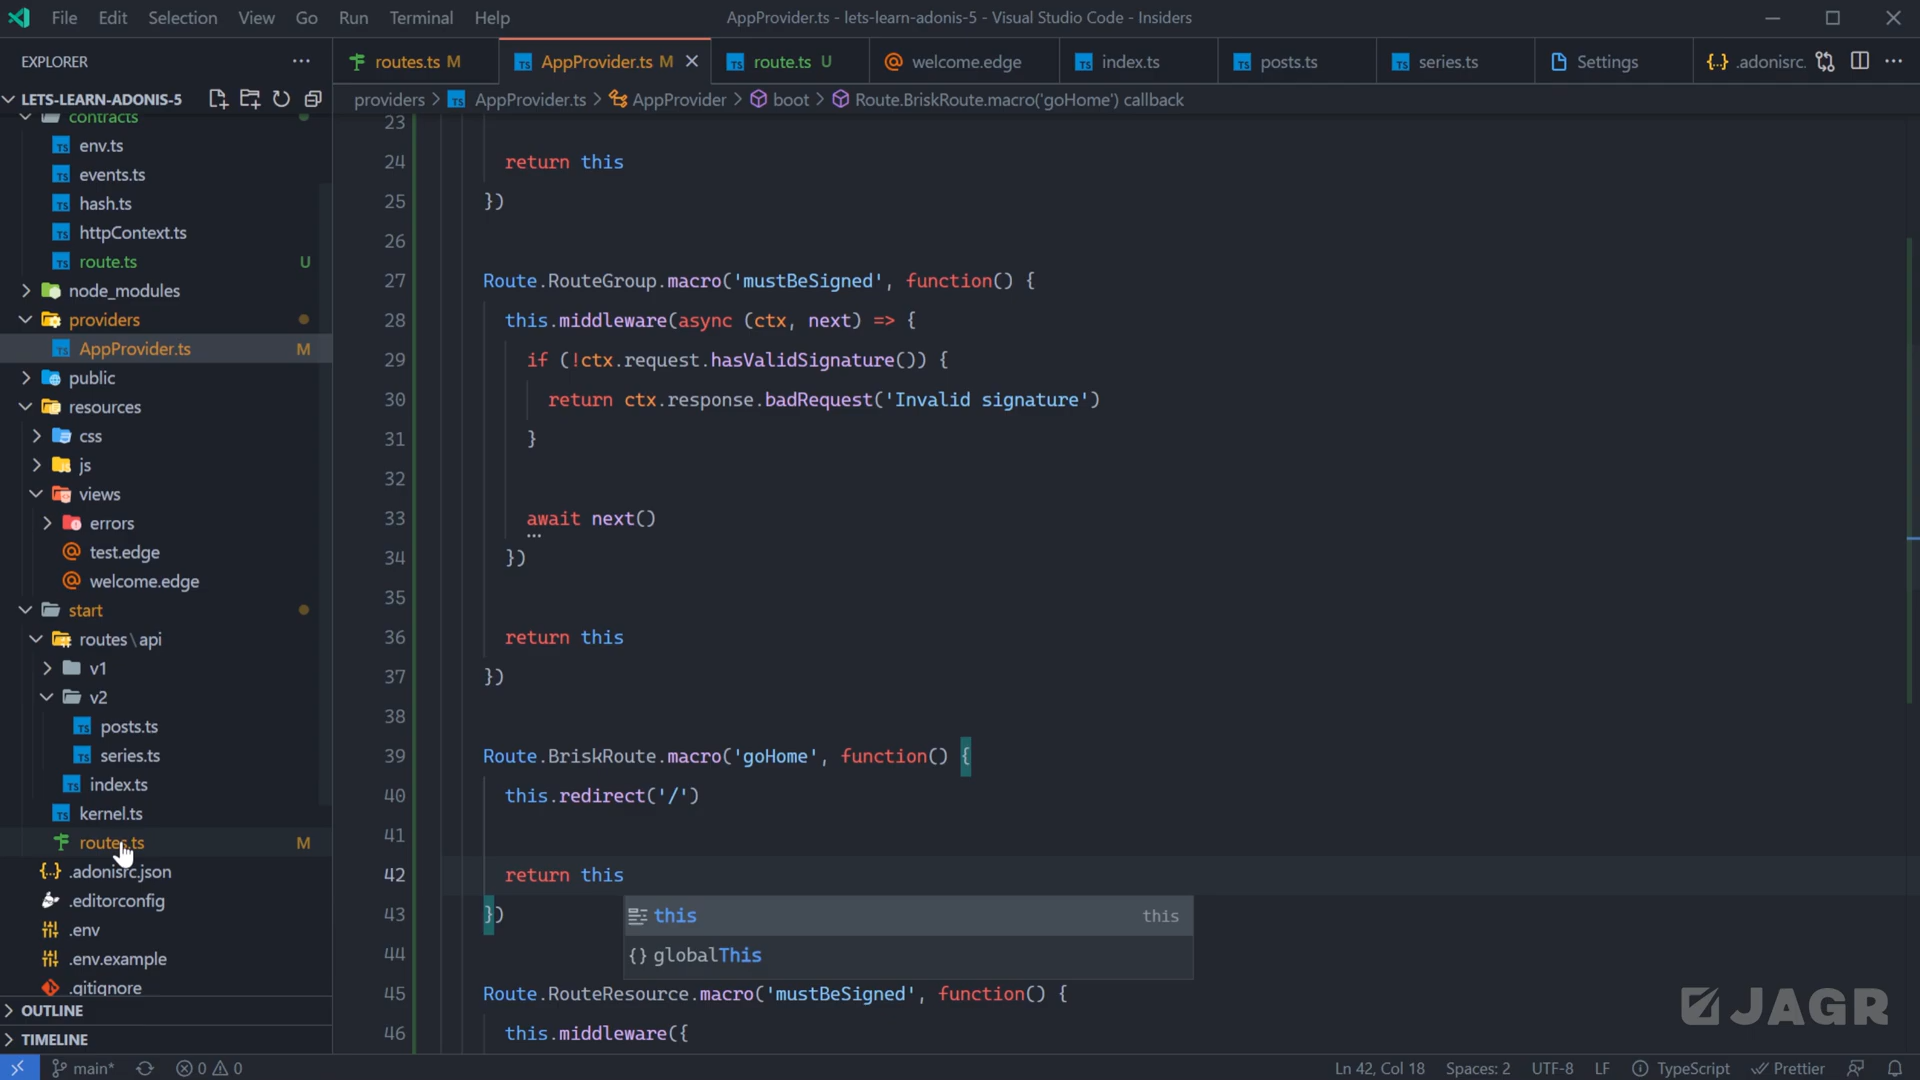 File Edit Selection View Go Run Terminal Help
AppProvider.ts - lets-learn-adonis-5 - Visual Studio Code - Insiders
EXPLORER
routes.ts M
AppProvider.ts M
route.ts U
welcome.edge
index.ts
posts.ts
series.ts
Settings
.adonisrc.
LETS-LEARN-ADONIS-5
providers > AppProvider.ts > AppProvider > boot > Route.BriskRoute.macro('goHome') callback
contracts
env.ts
events.ts
hash.ts
httpContext.ts
route.ts U
node_modules
providers
AppProvider.ts M
public
resources
css
js
views
errors
test.edge
welcome.edge
start
routes\api
v1
v2
posts.ts
series.ts
index.ts
kernel.ts
routes.ts M
.adonisrc.json
.editorconfig
.env
.env.example
.gitignore
OUTLINE
TIMELINE
23
24 return this
25 })
26
27 Route.RouteGroup.macro('mustBeSigned', function() {
28 this.middleware(async (ctx, next) => {
29 if (!ctx.request.hasValidSignature()) {
30 return ctx.response.badRequest('Invalid signature')
31 }
32
33 await next()
34 })
35
36 return this
37 })
38
39 Route.BriskRoute.macro('goHome', function() {
40 this.redirect('/')
41
42 return this
43 })
this this
44
{} globalThis
45 Route.RouteResource.macro('mustBeSigned', function() {
46 this.middleware({
JAGR
main* 0 0 Ln 42, Col 18 Spaces: 2 UTF-8 LF TypeScript Prettier